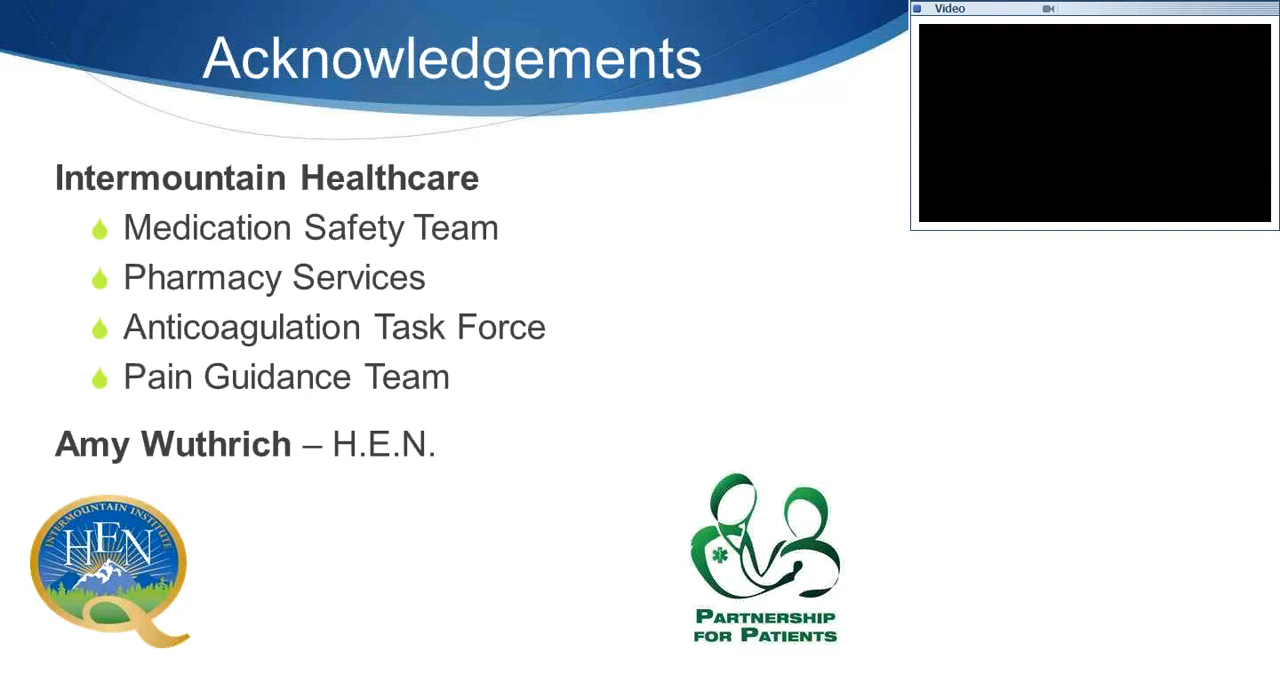 Acknowledgements
Video
Intermountain Healthcare
Medication Safety Team
Pharmacy Services
Anticoagulation Task Force
Pain Guidance Team
Amy Wuthrich – H.E.N.
INTERMOUNTAIN INSTITUTE
HEN
PARTNERSHIP
FOR PATIENTS